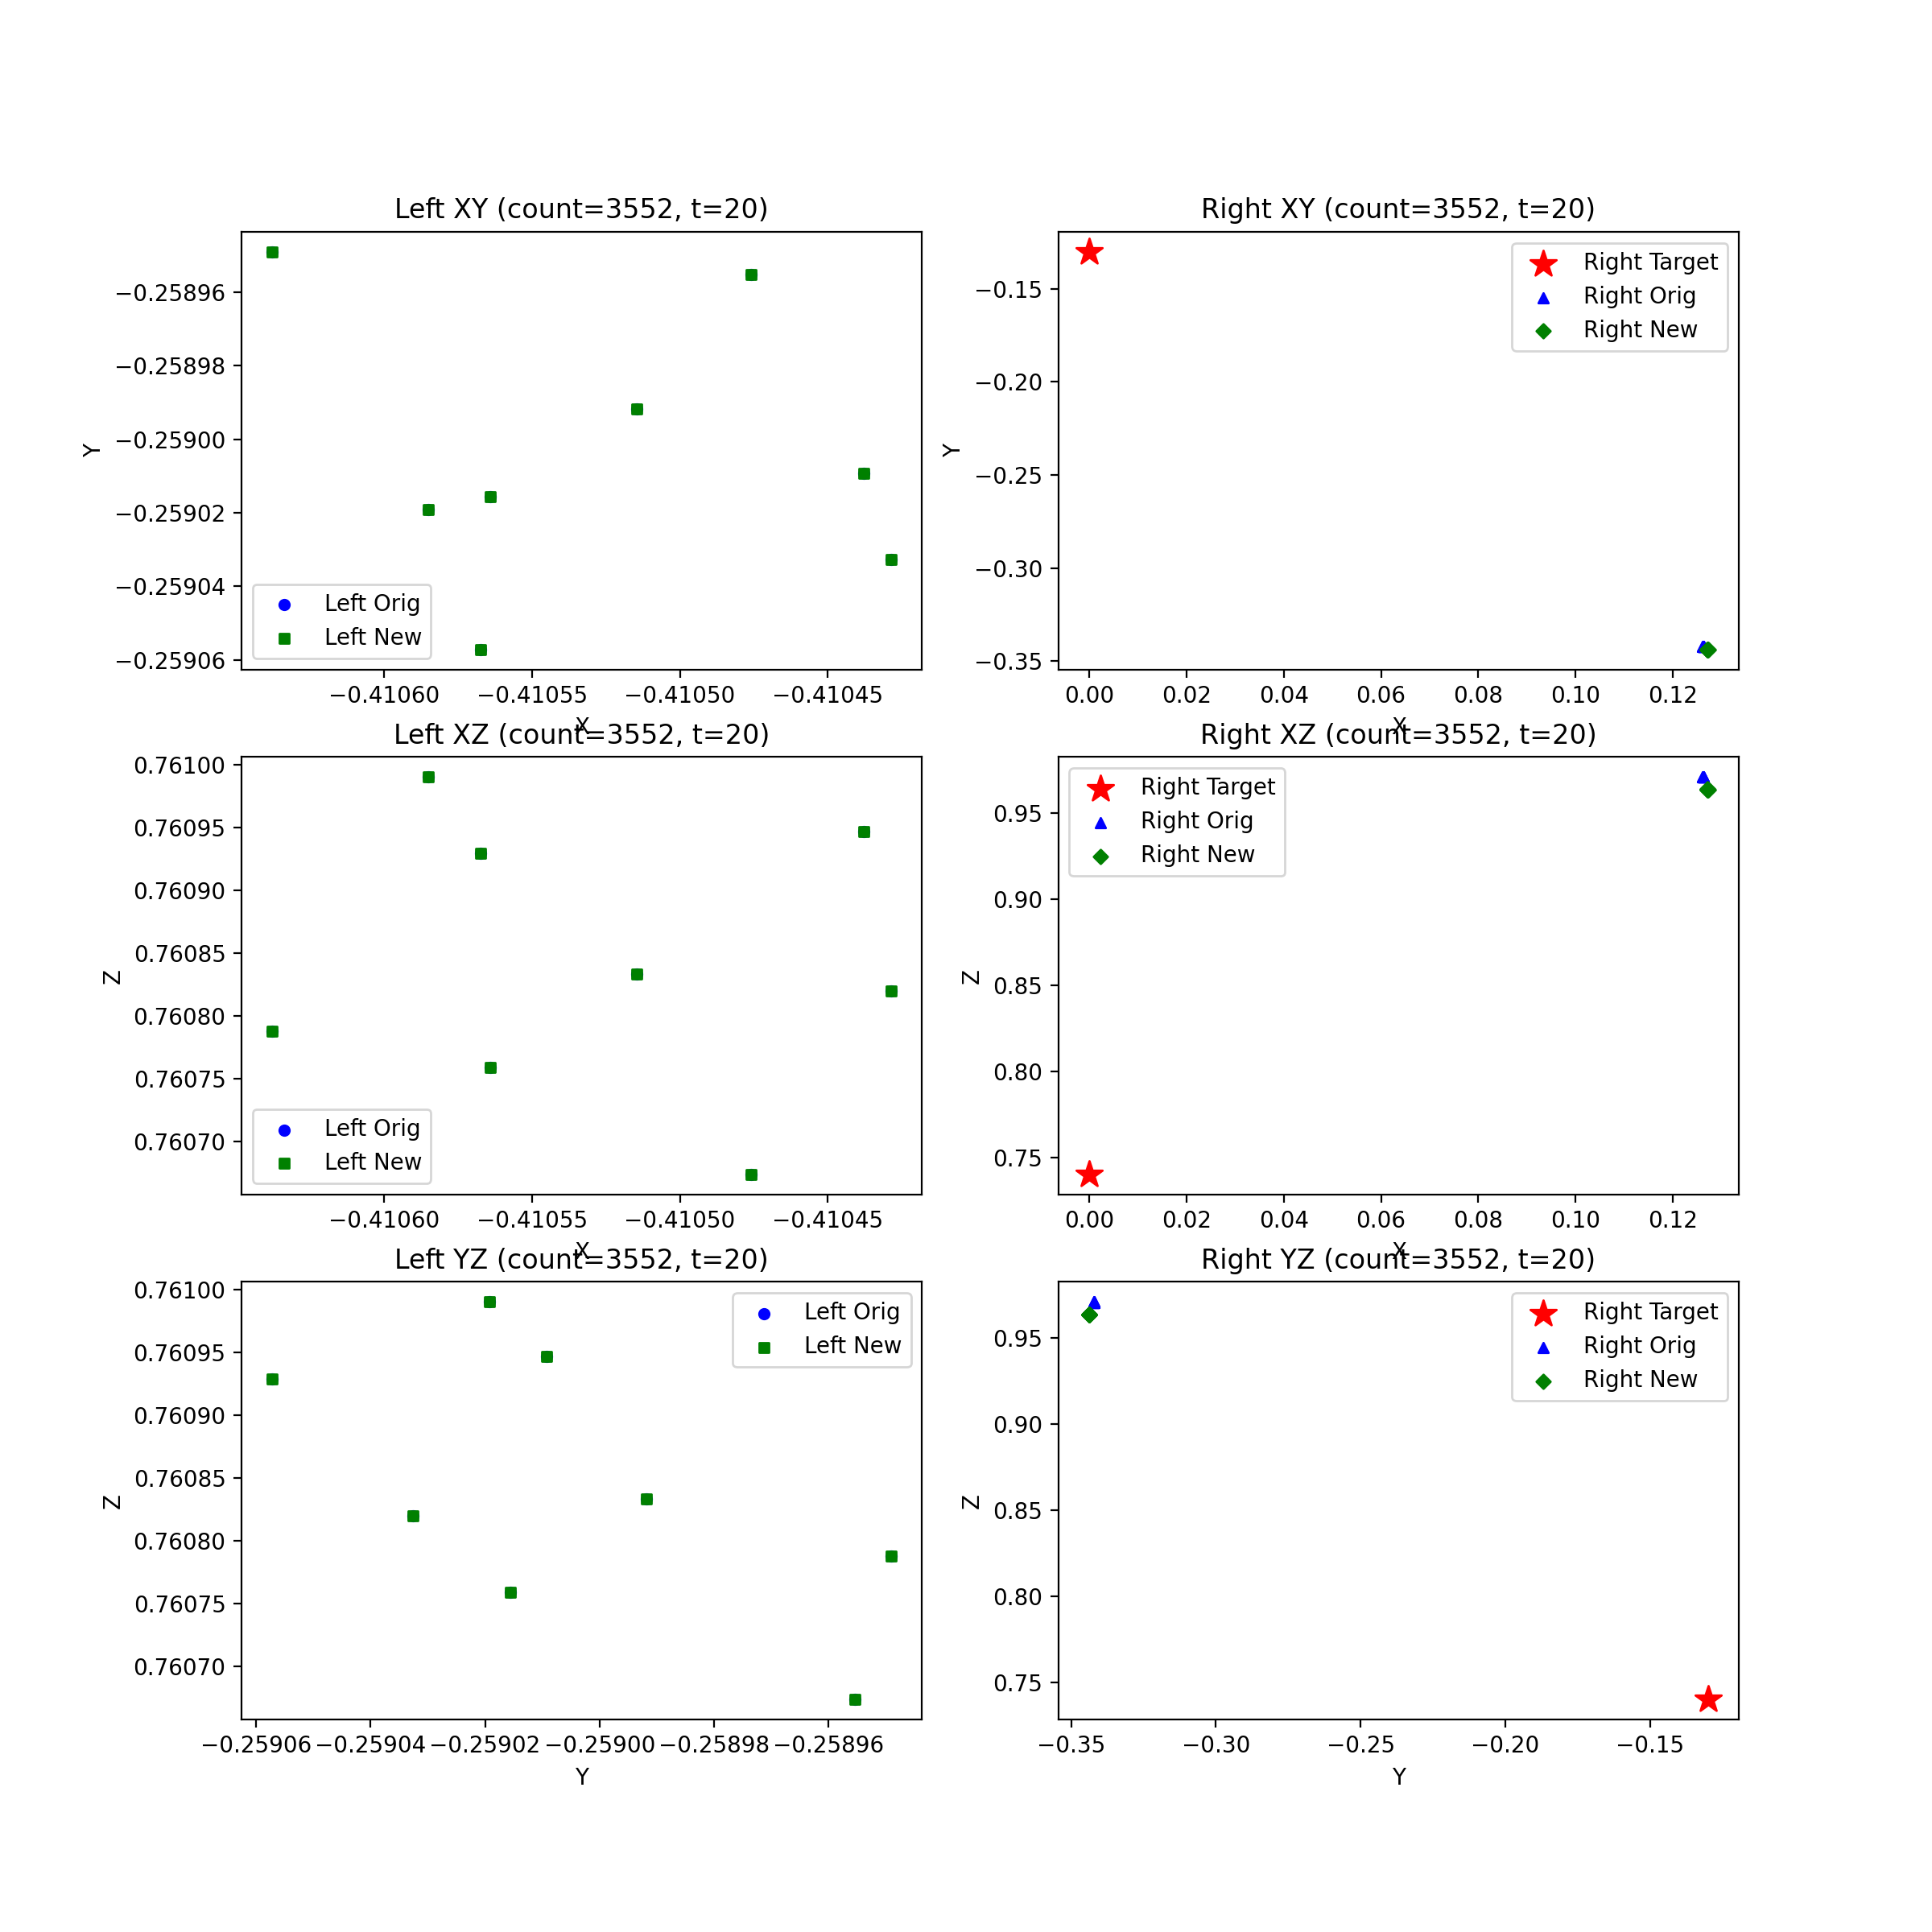 Left XY (count=3552, t=20)
Y
−0.25896
−0.25898
−0.25900
−0.25902
−0.25904
−0.25906
Left Orig
Left New
−0.41060 −0.41055 −0.41050 −0.41045
X
Right XY (count=3552, t=20)
Y
−0.15
−0.20
−0.25
−0.30
−0.35
Right Target
Right Orig
Right New
0.00 0.02 0.04 0.06 0.08 0.10 0.12
X
Left XZ (count=3552, t=20)
Z
0.76100
0.76095
0.76090
0.76085
0.76080
0.76075
0.76070
Left Orig
Left New
−0.41060 −0.41055 −0.41050 −0.41045
X
Right XZ (count=3552, t=20)
Z
0.95
0.90
0.85
0.80
0.75
Right Target
Right Orig
Right New
0.00 0.02 0.04 0.06 0.08 0.10 0.12
X
Left YZ (count=3552, t=20)
Z
0.76100
0.76095
0.76090
0.76085
0.76080
0.76075
0.76070
Left Orig
Left New
−0.25906 −0.25904 −0.25902 −0.25900 −0.25898 −0.25896
Y
Right YZ (count=3552, t=20)
Z
0.95
0.90
0.85
0.80
0.75
Right Target
Right Orig
Right New
−0.35 −0.30 −0.25 −0.20 −0.15
Y